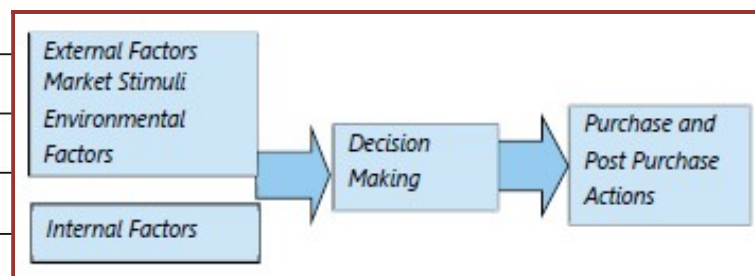 External Factors
Market Stimuli
Environmental
Factors
Internal Factors
Decision
Making
Purchase and
Post Purchase
Actions